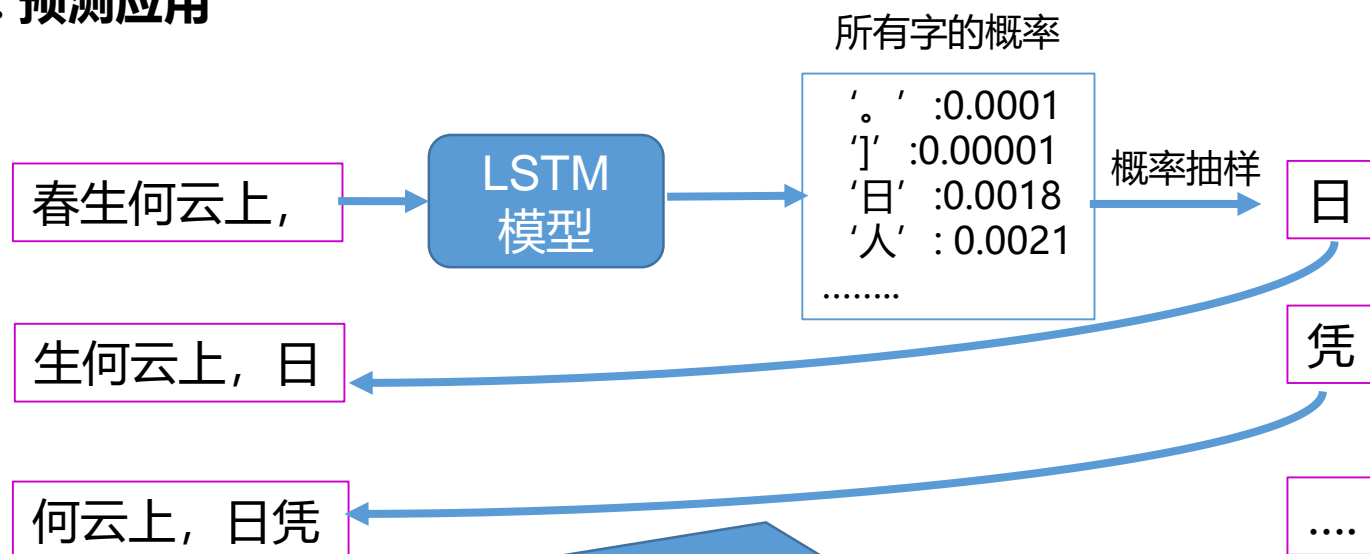 预测应用
所有字的概率
‘。’ :0.0001
‘]’ :0.00001
‘日’ :0.0018
‘人’ : 0.0021
........
春生何云上，
LSTM
模型
概率抽样
日
生何云上，日
凭
何云上，日凭
....